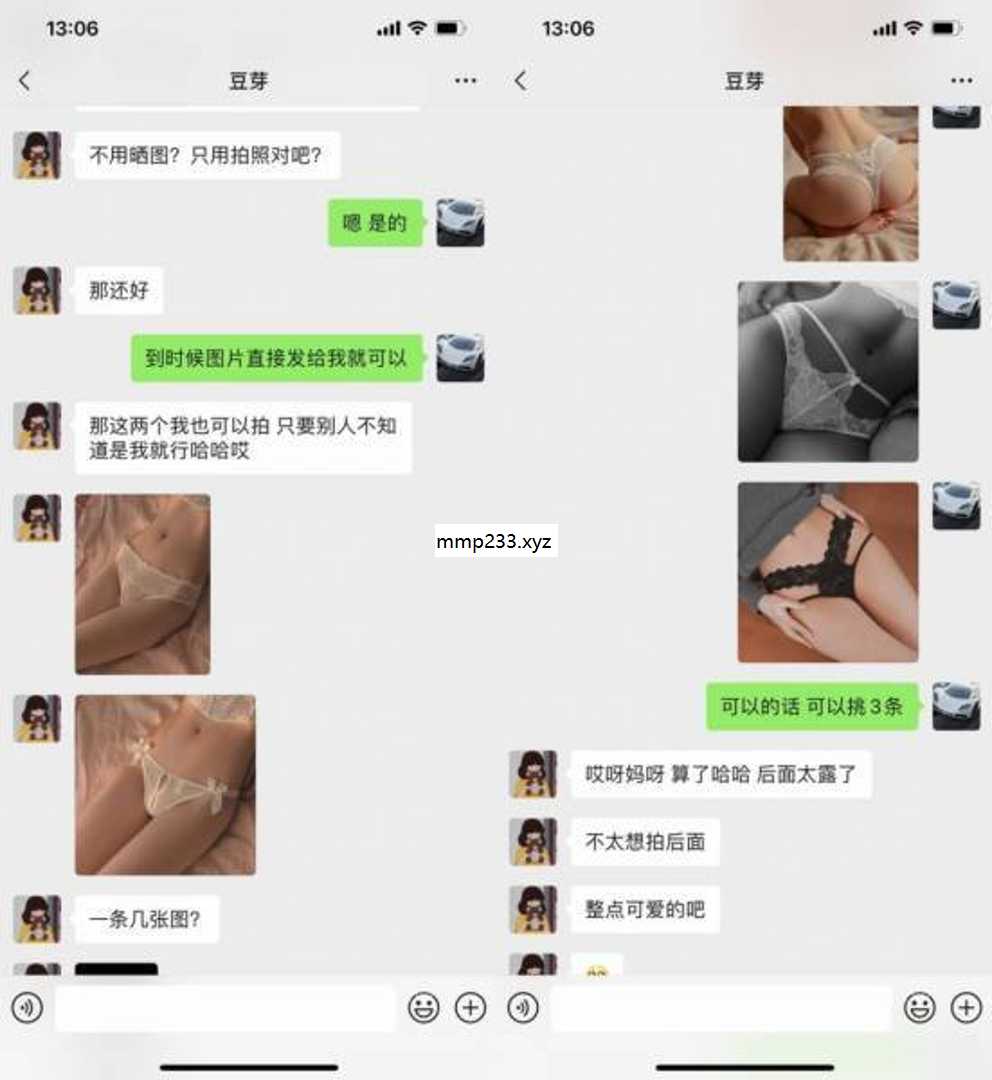 13:06
豆芽
不用晒图？只用拍照对吧？
嗯 是的
那还好
到时候图片直接发给我就可以
那这两个我也可以拍 只要别人不知
道是我就行哈哈哎
一条几张图？
mmp233.xyz
13:06
豆芽
可以的话 可以挑3条
哎呀妈呀 算了哈哈 后面太露了
不太想拍后面
整点可爱的吧